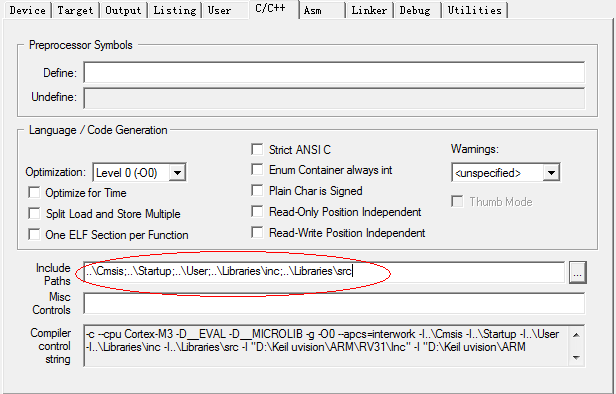 Device Target Output Listing User C/C++ Asm Linker Debug Utilities
Preprocessor Symbols
Define:
Undefine:
Language / Code Generation
Strict ANSI C Warnings:
Optimization: Level 0 (-O0) Enum Container always int <unspecified>
Optimize for Time Plain Char is Signed Thumb Mode
Split Load and Store Multiple Read-Only Position Independent
One ELF Section per Function Read-Write Position Independent
Include Paths ..\Cmsis;..\Startup;..\User;..\Libraries\inc;..\Libraries\src ...
Misc Controls
Compiler control string -c --cpu Cortex-M3 -D__EVAL -D__MICROLIB -g -O0 --apcs=interwork -I..\Cmsis -I..\Startup -I..\User
-I..\Libraries\inc -I..\Libraries\src -I "D:\Keil uvision\ARM\RV31\Inc" -I "D:\Keil uvision\ARM